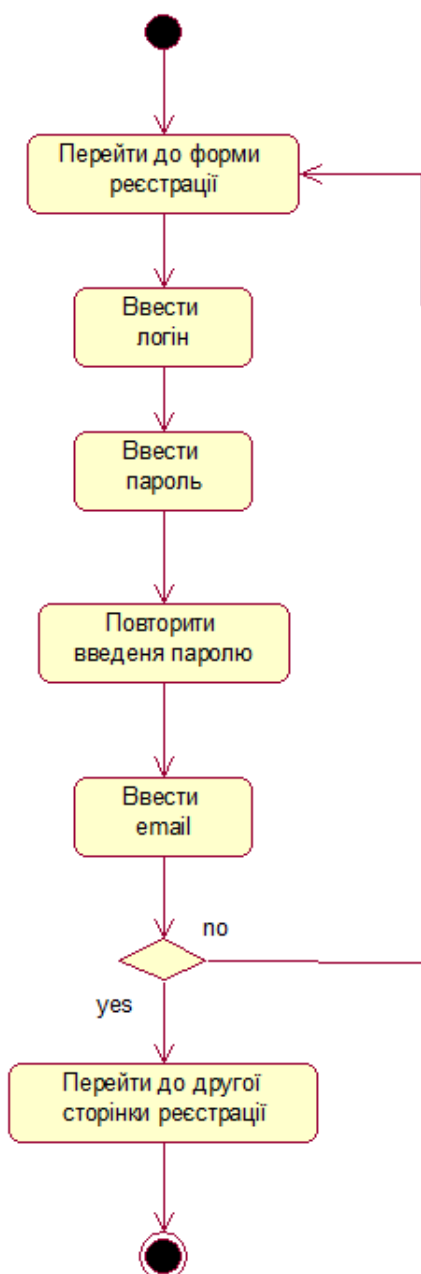 Перейти до форми
реєстрації
Ввести
логін
Ввести
пароль
Повторити
введеня паролю
Ввести
email
no
yes
Перейти до другої
сторінки реєстрації